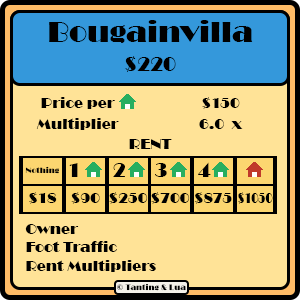 Bougainvilla
$220
Price per $150
Multiplier 6.0 x
RENT
Nothing 1 2 3 4
$18 $90 $250 $700 $875 $1050
Owner
Foot Traffic
Rent Multipliers
© Tanting & Lua